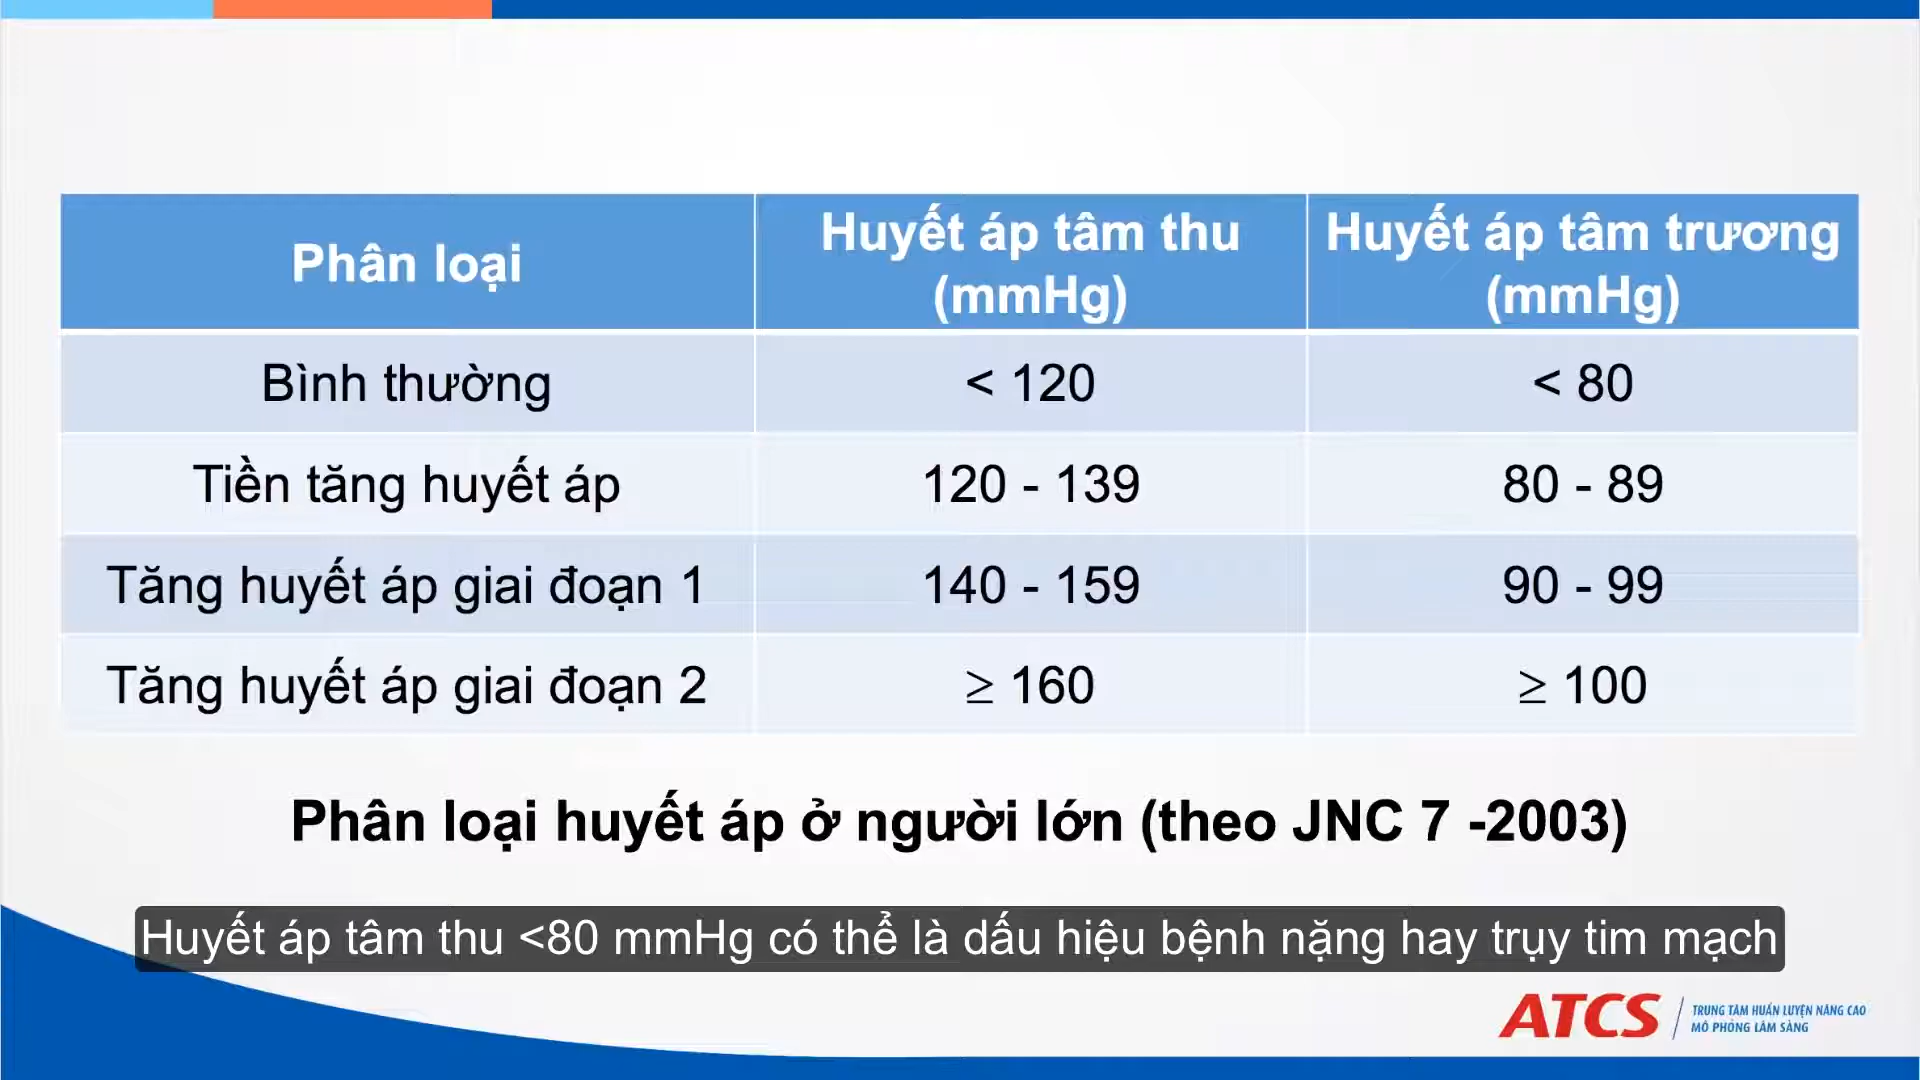 Phân loại
Huyết áp tâm thu
(mmHg)
Huyết áp tâm trương
(mmHg)
Bình thường < 120 < 80
Tiền tăng huyết áp 120 - 139 80 - 89
Tăng huyết áp giai đoạn 1 140 - 159 90 - 99
Tăng huyết áp giai đoạn 2 ≥ 160 ≥ 100
Phân loại huyết áp ở người lớn (theo JNC 7 -2003)
Huyết áp tâm thu <80 mmHg có thể là dấu hiệu bệnh nặng hay trụy tim mạch
ATCS
TRUNG TÂM HUẤN LUYỆN NÂNG CAO
MÔ PHỎNG LÂM SÀNG